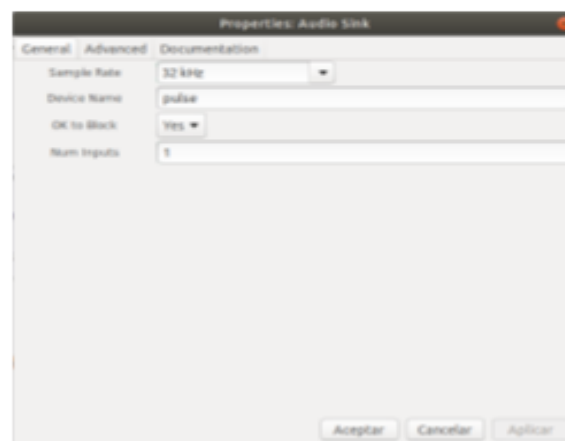 Properties: Audio Sink
General Advanced Documentation
Sample Rate 32 kHz
Device Name pulse
OK to Block Yes
Num Inputs 1
Aceptar Cancelar Aplicar